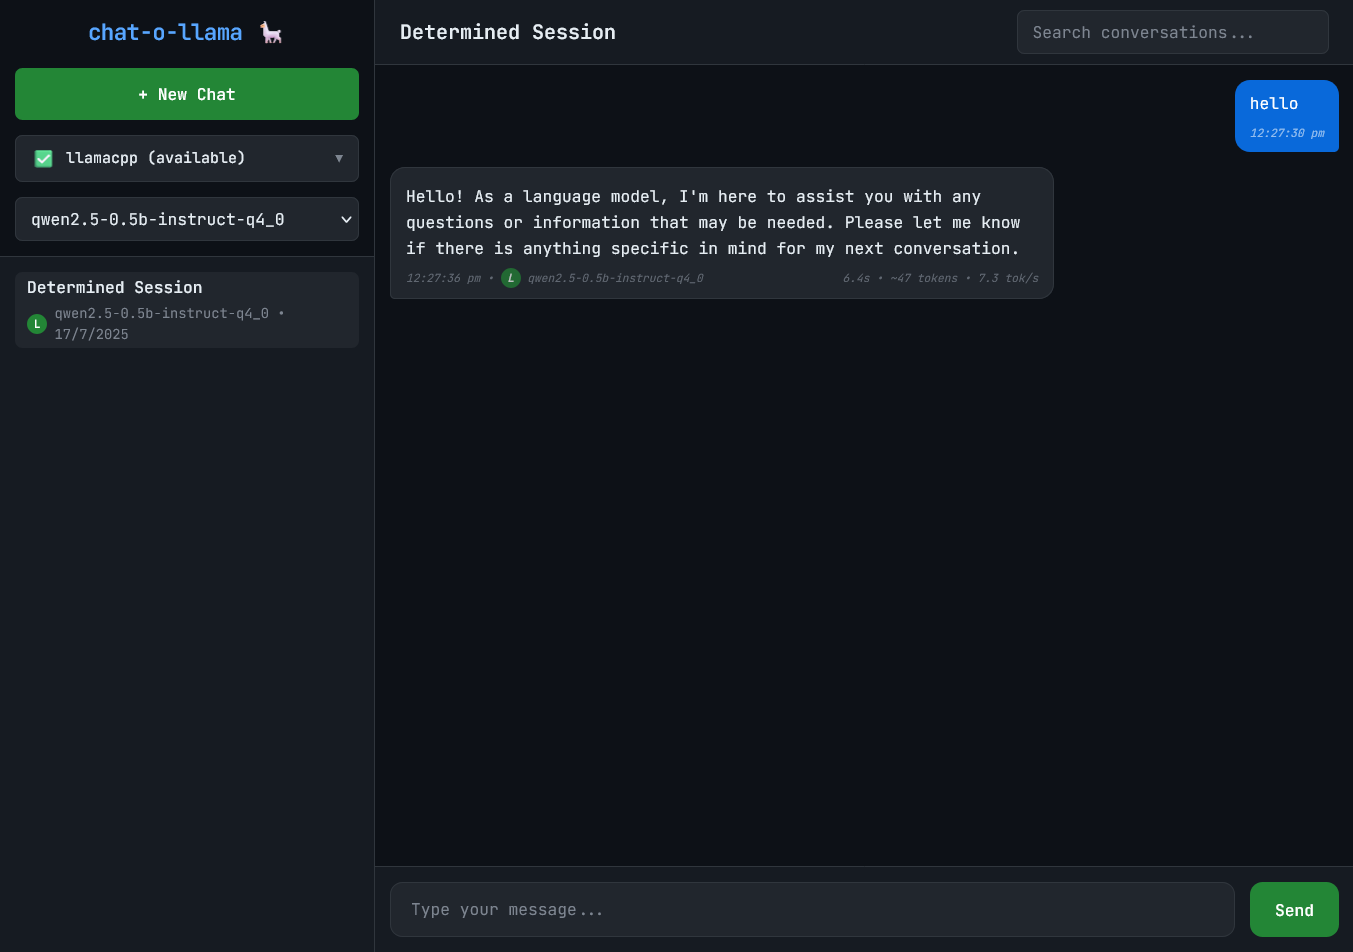 chat-o-llama 🦙
+ New Chat
✅ llamacpp (available) ▼
qwen2.5-0.5b-instruct-q4_0
Determined Session
L
qwen2.5-0.5b-instruct-q4_0 •
17/7/2025
Determined Session
Search conversations...
hello
12:27:30 pm
Hello! As a language model, I'm here to assist you with any
questions or information that may be needed. Please let me know
if there is anything specific in mind for my next conversation.
12:27:36 pm • L qwen2.5-0.5b-instruct-q4_0 6.4s • ~47 tokens • 7.3 tok/s
Type your message...
Send